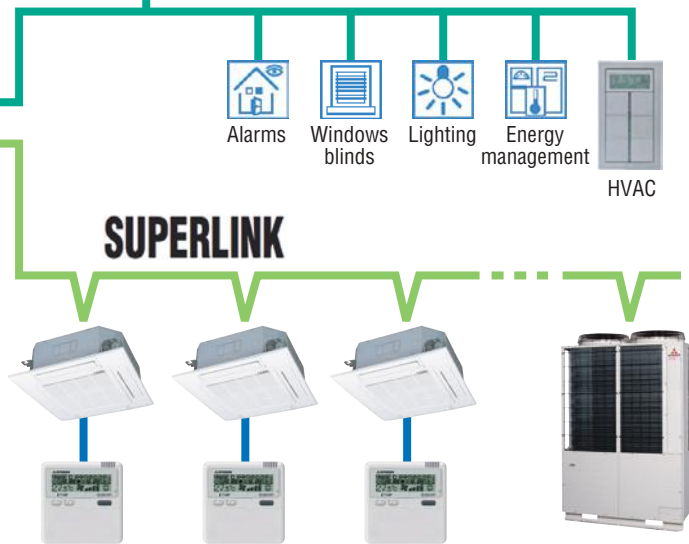 Alarms
Windows
blinds
Lighting
Energy
management
HVAC
SUPERLINK